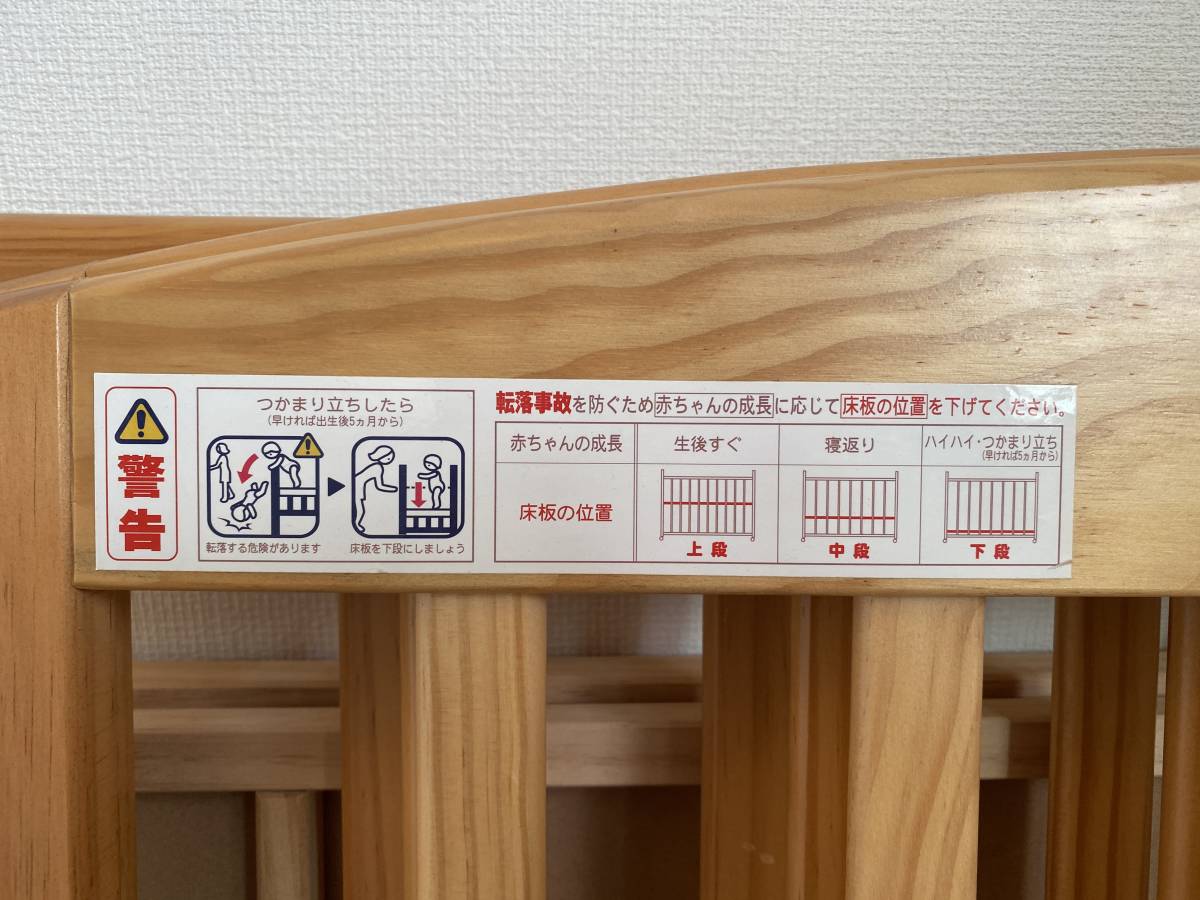 警告
つかまり立ちしたら
(早ければ出生後5ヵ月から)
転落する危険があります
床板を下段にしましょう
転落事故を防ぐため赤ちゃんの成長に応じて床板の位置を下げてください。
赤ちゃんの成長
生後すぐ
寝返り
ハイハイ・つかまり立ち
(早ければ5ヵ月から)
床板の位置
上段
中段
下段